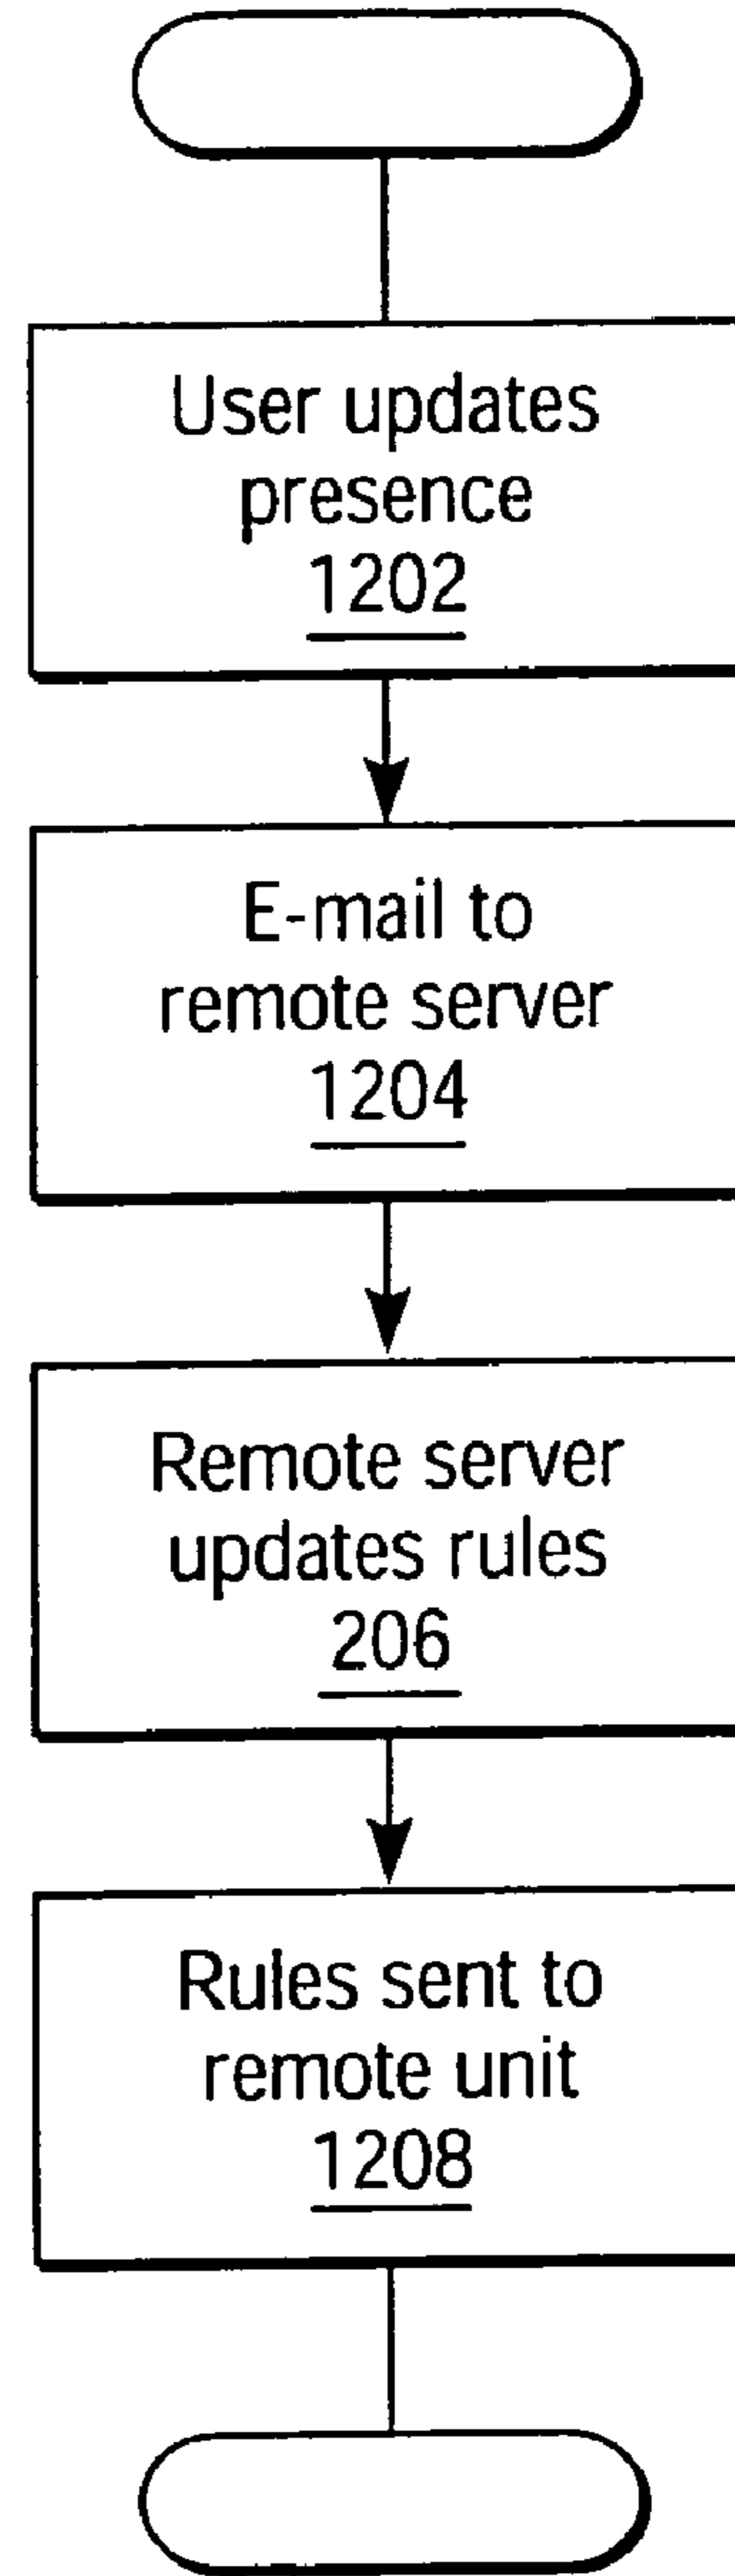 User updates
presence
1202
E-mail to
remote server
1204
Remote server
updates rules
206
Rules sent to
remote unit
1208